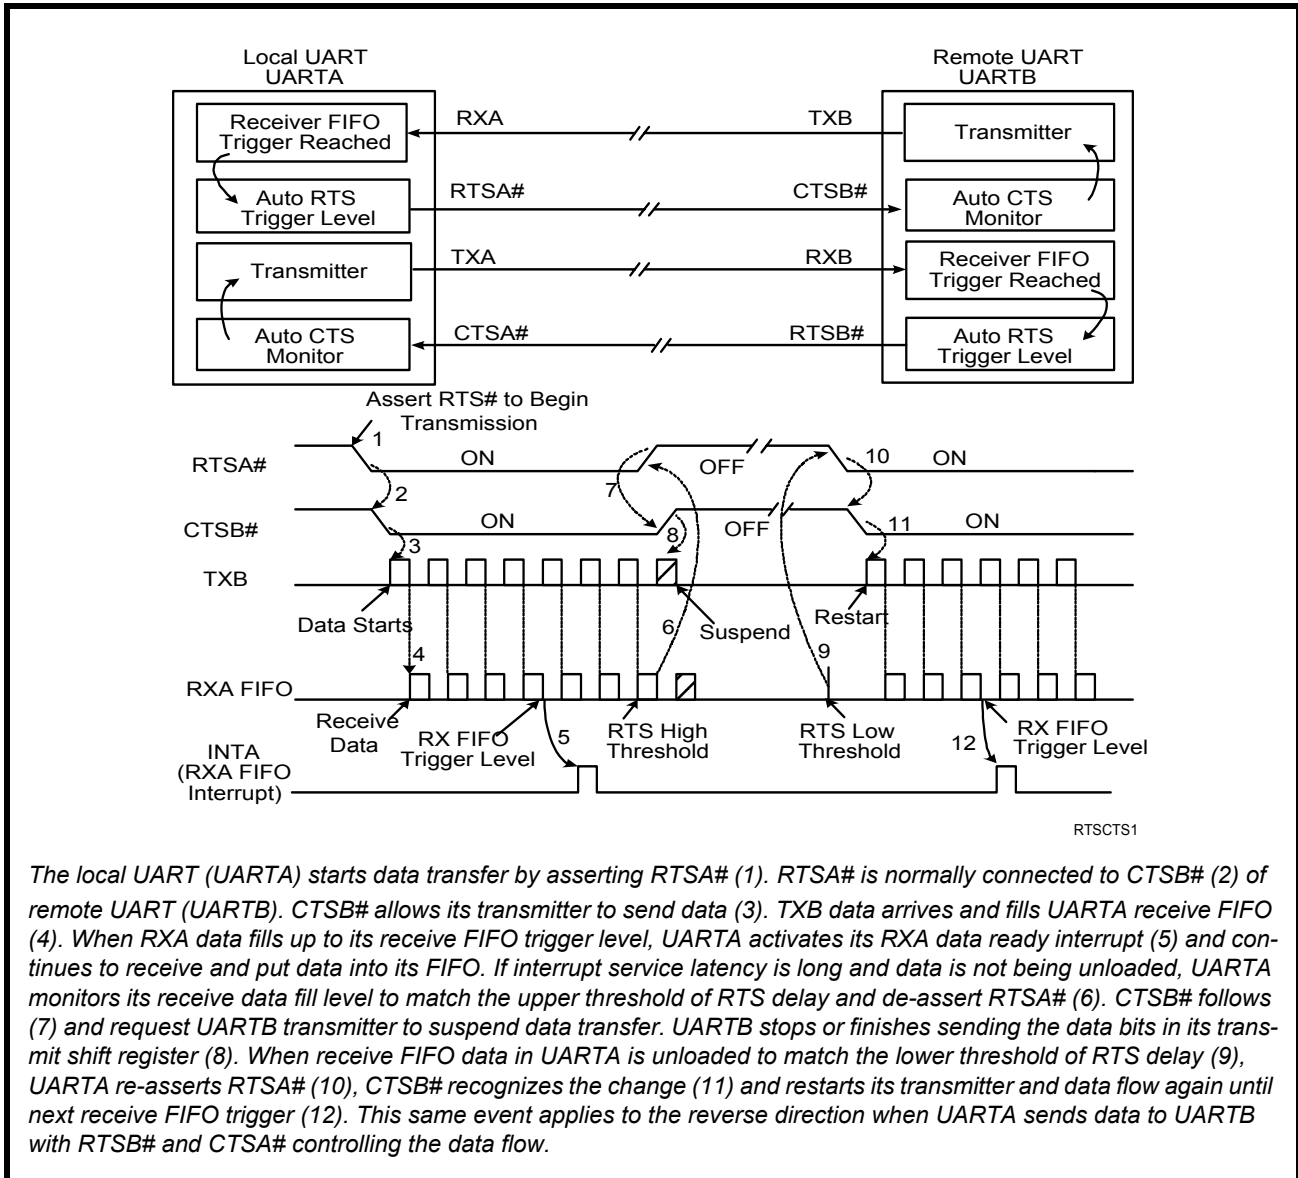 Local UART
UARTA
Remote UART
UARTB
Receiver FIFO
Trigger Reached
RXA
TXB
Transmitter
Auto RTS
Trigger Level
RTSA#
CTSB#
Auto CTS
Monitor
Transmitter
TXA
RXB
Receiver FIFO
Trigger Reached
Auto CTS
Monitor
CTSA#
RTSB#
Auto RTS
Trigger Level
Assert RTS# to Begin
Transmission
1
RTSA#
ON
OFF
10
ON
2
7
CTSB#
ON
8
OFF
11
ON
3
TXB
Data Starts
6
Suspend
Restart
4
9
RXA FIFO
Receive
Data
RX FIFO
Trigger Level
5
RTS High
Threshold
RTS Low
Threshold
12
RX FIFO
Trigger Level
INTA
(RXA FIFO
Interrupt)
RTSCTS1
The local UART (UARTA) starts data transfer by asserting RTSA# (1). RTSA# is normally connected to CTSB# (2) of
remote UART (UARTB). CTSB# allows its transmitter to send data (3). TXB data arrives and fills UARTA receive FIFO
(4). When RXA data fills up to its receive FIFO trigger level, UARTA activates its RXA data ready interrupt (5) and con-
tinues to receive and put data into its FIFO. If interrupt service latency is long and data is not being unloaded, UARTA
monitors its receive data fill level to match the upper threshold of RTS delay and de-assert RTSA# (6). CTSB# follows
(7) and request UARTB transmitter to suspend data transfer. UARTB stops or finishes sending the data bits in its trans-
mit shift register (8). When receive FIFO data in UARTA is unloaded to match the lower threshold of RTS delay (9),
UARTA re-asserts RTSA# (10), CTSB# recognizes the change (11) and restarts its transmitter and data flow again until
next receive FIFO trigger (12). This same event applies to the reverse direction when UARTA sends data to UARTB
with RTSB# and CTSA# controlling the data flow.